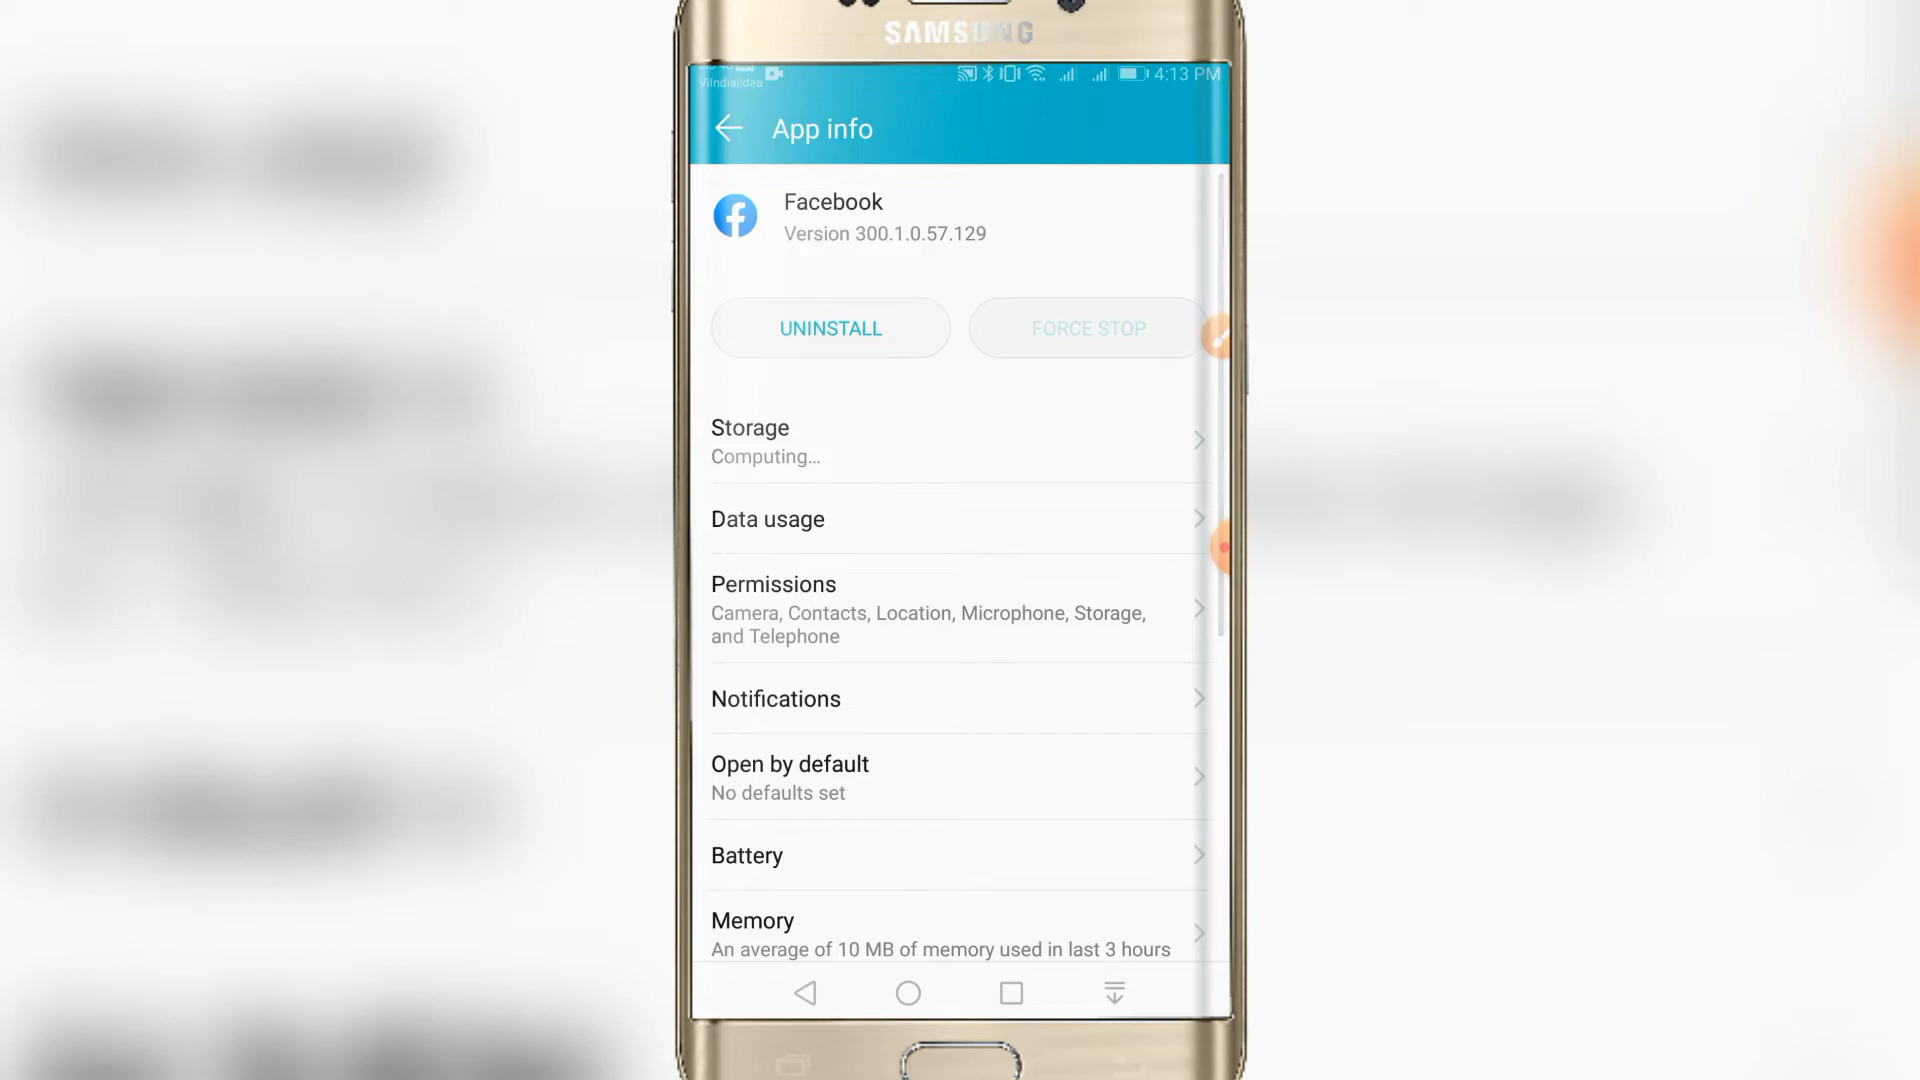 SAMSUNG
4:13 PM
Vilndia|Idea
App info
Facebook
Version 300.1.0.57.129
UNINSTALL
FORCE STOP
Storage
Computing...
Data usage
Permissions
Camera, Contacts, Location, Microphone, Storage,
and Telephone
Notifications
Open by default
No defaults set
Battery
Memory
An average of 10 MB of memory used in last 3 hours